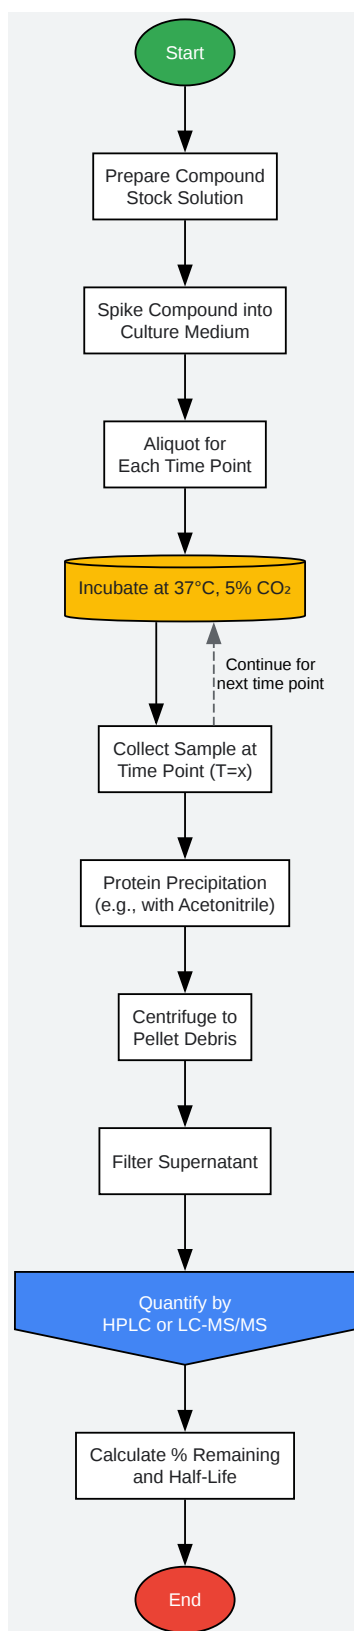 Start
Prepare Compound
Stock Solution
Spike Compound into
Culture Medium
Aliquot for
Each Time Point
Incubate at 37°C, 5% CO₂
Continue for
next time point
Collect Sample at
Time Point (T=x)
Protein Precipitation
(e.g., with Acetonitrile)
Centrifuge to
Pellet Debris
Filter Supernatant
Quantify by
HPLC or LC-MS/MS
Calculate % Remaining
and Half-Life
End